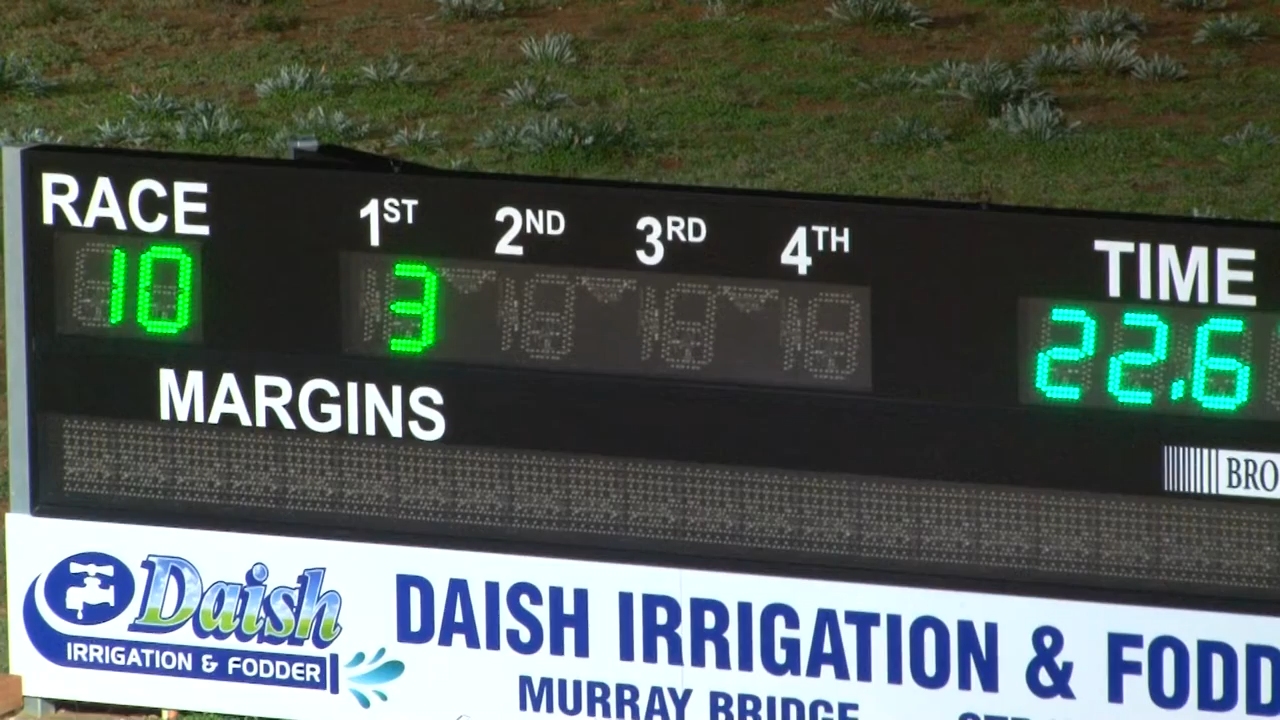 RACE 1ST 2ND 3RD 4TH TIME
10 3 22.6
MARGINS
BRO
Daish
IRRIGATION & FODDER
DAISH IRRIGATION & FODD
MURRAY BRIDGE